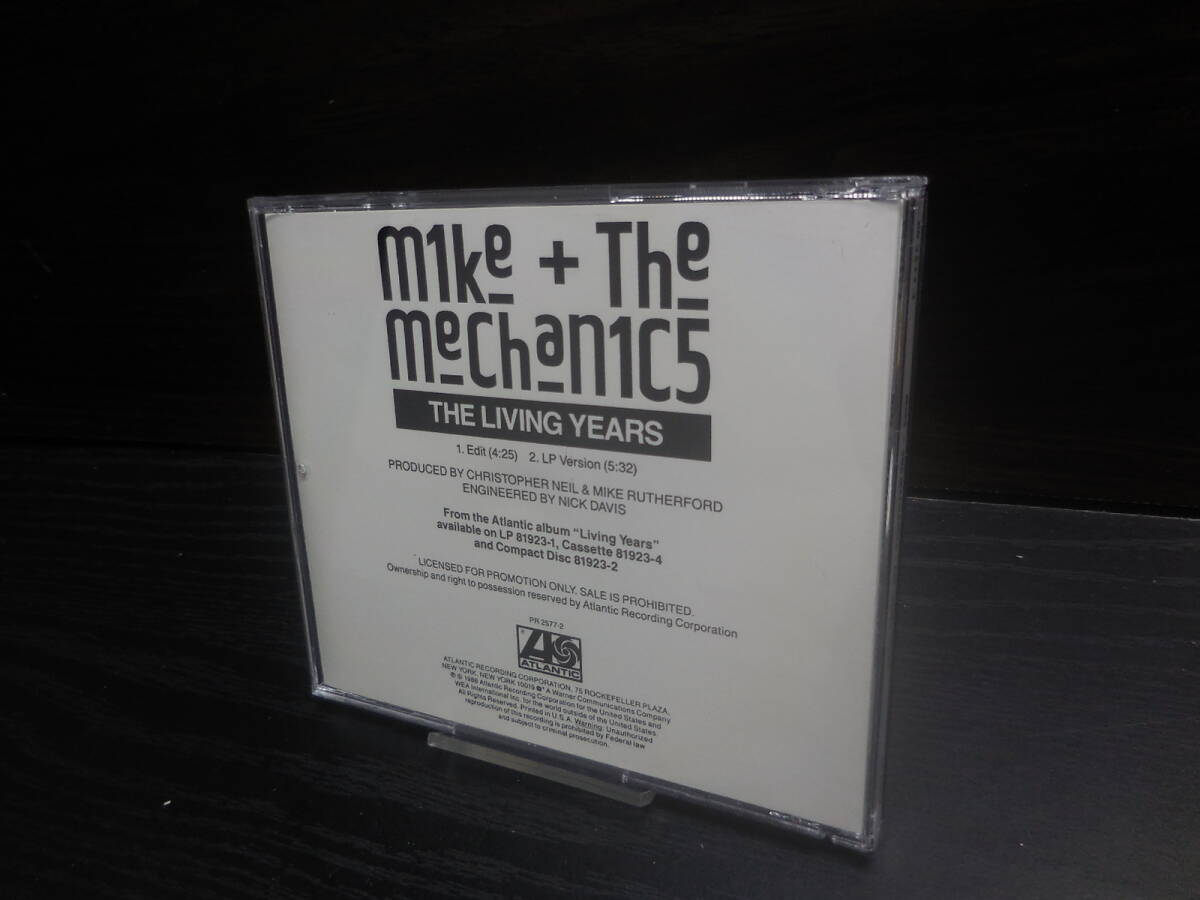 m1ke + The
mechan1c5
THE LIVING YEARS
1. Edit (4:25) 2. LP Version (5:32)
PRODUCED BY CHRISTOPHER NEIL & MIKE RUTHERFORD
ENGINEERED BY NICK DAVIS
From the Atlantic album "Living Years"
available on LP 81923-1, Cassette 81923-4
and Compact Disc 81923-2
LICENSED FOR PROMOTION ONLY. SALE IS PROHIBITED.
Ownership and right to possession reserved by Atlantic Recording Corporation
PR 2577-2
ATLANTIC
ATLANTIC RECORDING CORPORATION, 75 ROCKEFELLER PLAZA,
NEW YORK, NEW YORK 10019 A Warner Communications Company
℗ © 1988 Atlantic Recording Corporation for the United States and
WEA International Inc. for the world outside of the United States.
All Rights Reserved. Printed in U.S.A. Warning: Unauthorized
reproduction of this recording is prohibited by Federal law
and subject to criminal prosecution.